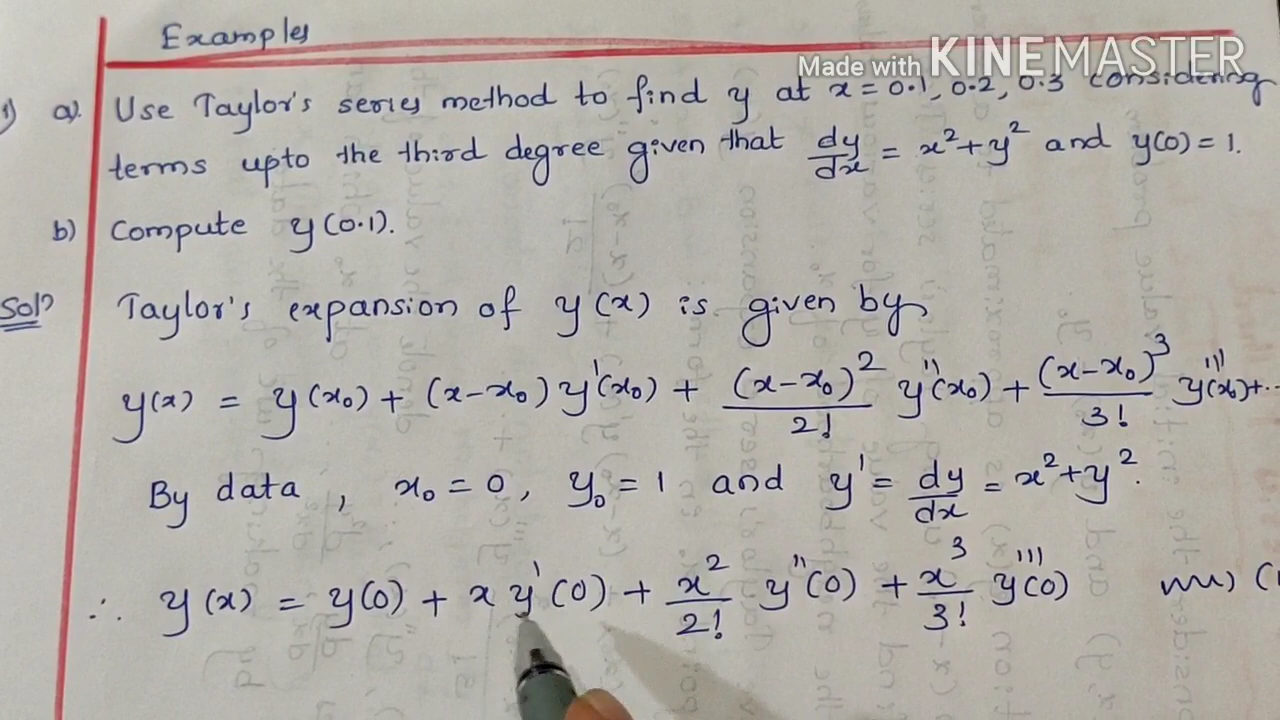 Examples
Made with KINEMASTER
1) a) Use Taylor's series method to find y at x = 0.1, 0.2, 0.3 considering
terms upto the third degree given that dy/dx = x² + y² and y(0) = 1.
b) Compute y(0.1).
Solⁿ Taylor's expansion of y(x) is given by
y(x) = y(x₀) + (x-x₀) y'(x₀) + (x-x₀)²/2! y''(x₀) + (x-x₀)³/3! y'''(x₀) + ...
By data, x₀ = 0, y₀ = 1 and y' = dy/dx = x² + y².
∴ y(x) = y(0) + x y'(0) + x²/2! y''(0) + x³/3! y'''(0) (1